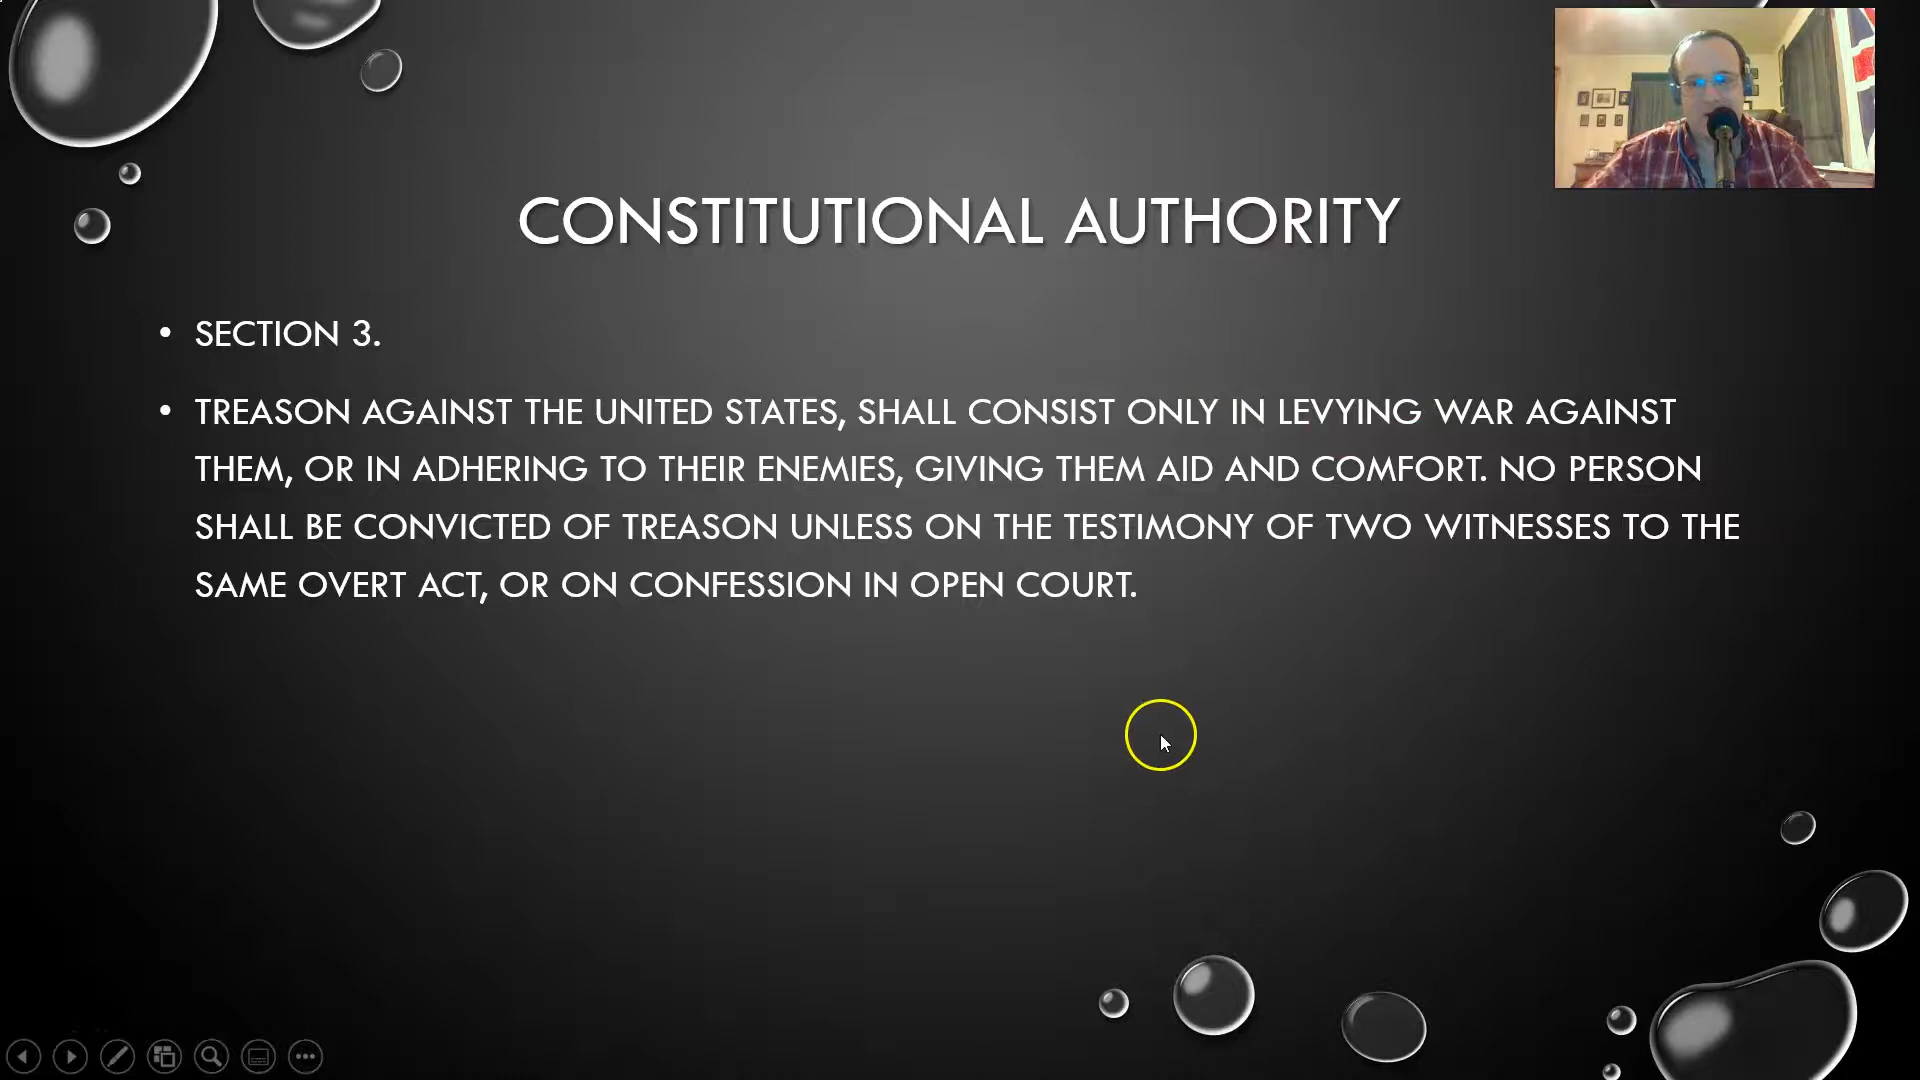 CONSTITUTIONAL AUTHORITY
• SECTION 3.
• TREASON AGAINST THE UNITED STATES, SHALL CONSIST ONLY IN LEVYING WAR AGAINST
THEM, OR IN ADHERING TO THEIR ENEMIES, GIVING THEM AID AND COMFORT. NO PERSON
SHALL BE CONVICTED OF TREASON UNLESS ON THE TESTIMONY OF TWO WITNESSES TO THE
SAME OVERT ACT, OR ON CONFESSION IN OPEN COURT.